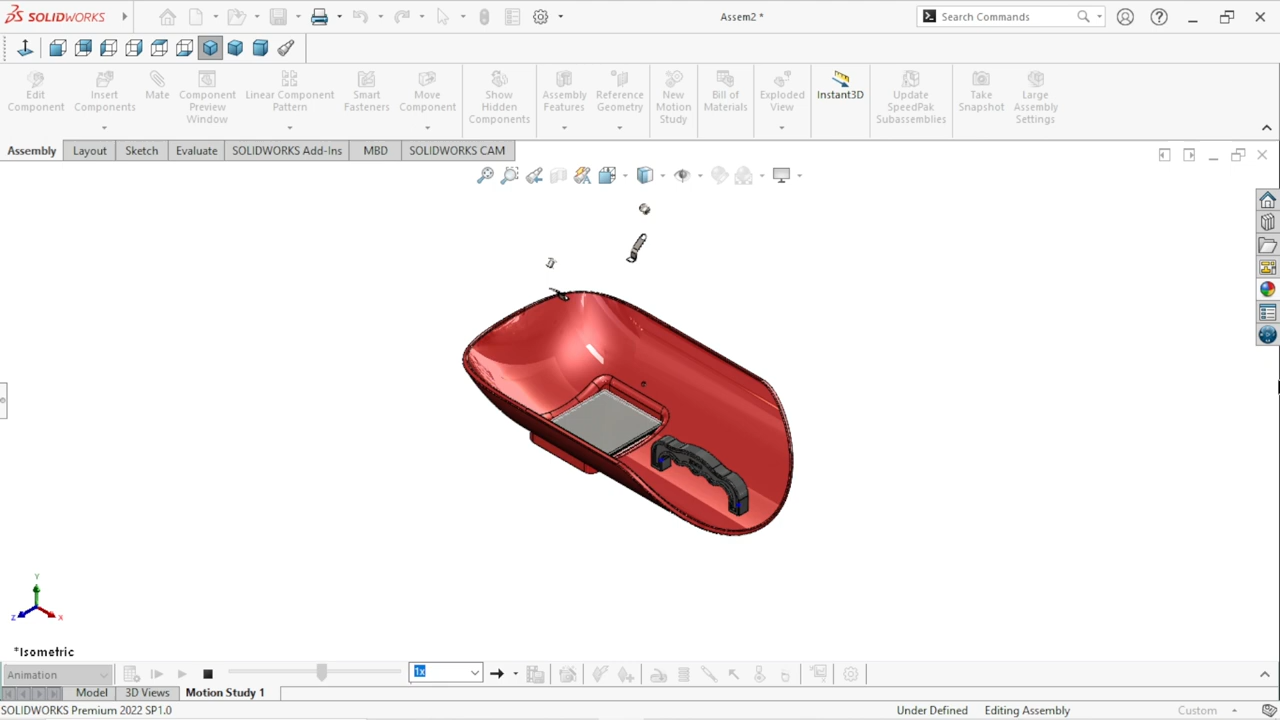 SOLIDWORKS
Assem2 *
Search Commands
Edit Component
Insert Components
Mate
Component Preview Window
Linear Component Pattern
Smart Fasteners
Move Component
Show Hidden Components
Assembly Features
Reference Geometry
New Motion Study
Bill of Materials
Exploded View
Instant3D
Update SpeedPak Subassemblies
Take Snapshot
Large Assembly Settings
Assembly
Layout
Sketch
Evaluate
SOLIDWORKS Add-Ins
MBD
SOLIDWORKS CAM
Y
Z
X
*Isometric
Animation
1x
Model
3D Views
Motion Study 1
SOLIDWORKS Premium 2022 SP1.0
Under Defined
Editing Assembly
Custom